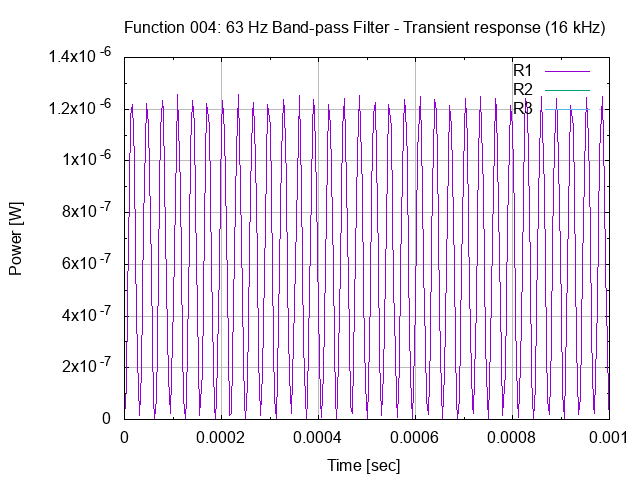 Function 004: 63 Hz Band-pass Filter - Transient response (16 kHz)
1.4x10-6
1.2x10-6
1x10-6
8x10-7
6x10-7
4x10-7
2x10-7
0
Power [W]
R1
R2
R3
0 0.0002 0.0004 0.0006 0.0008 0.001
Time [sec]